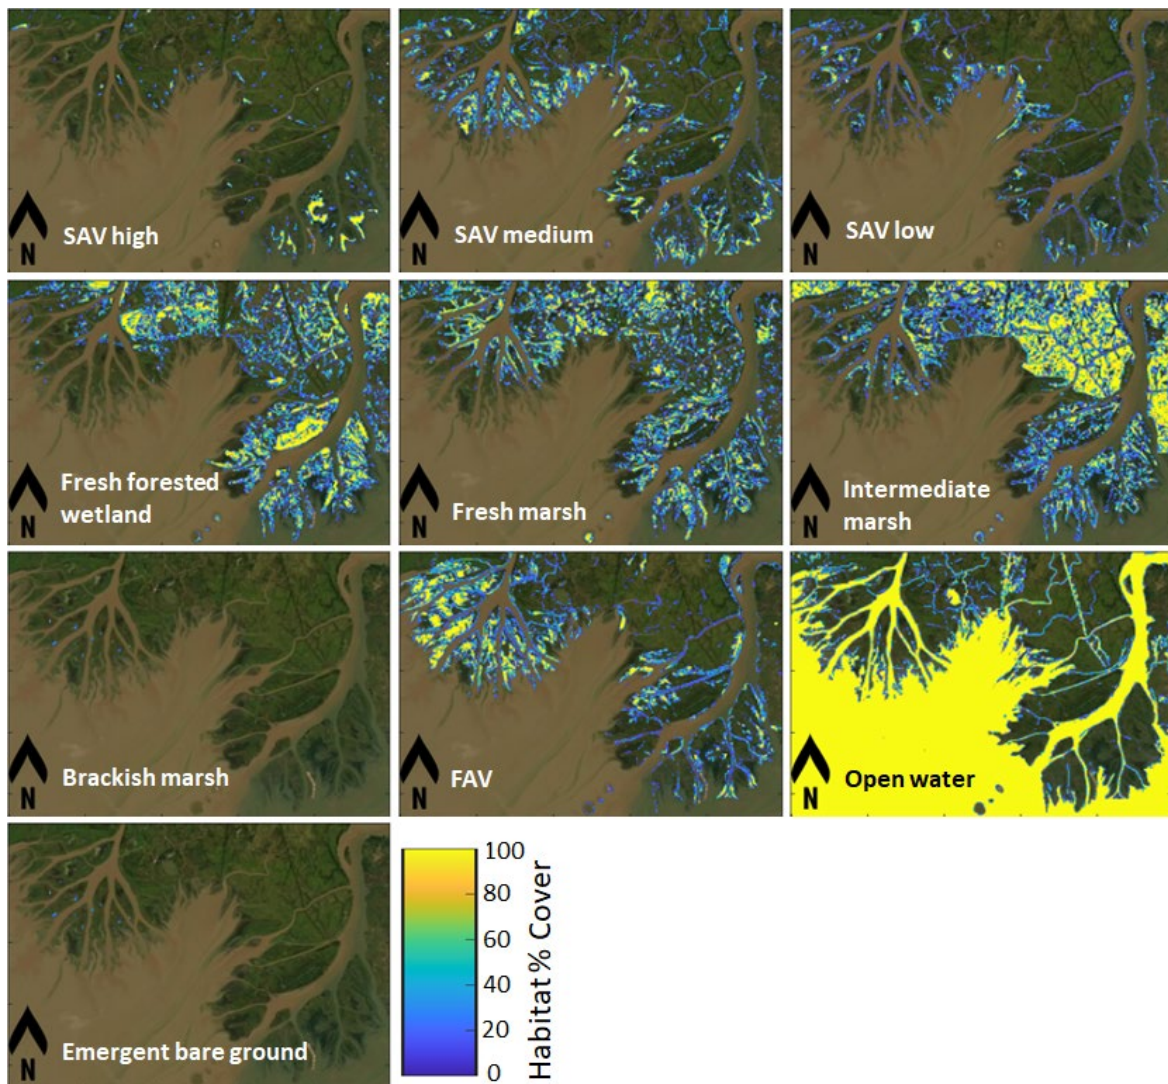 N
SAV high
N
SAV medium
N
SAV low
N
Fresh forested
wetland
N
Fresh marsh
N
Intermediate
marsh
N
Brackish marsh
N
FAV
N
Open water
N
Emergent bare ground
100
80
60
40
20
0
Habitat % Cover